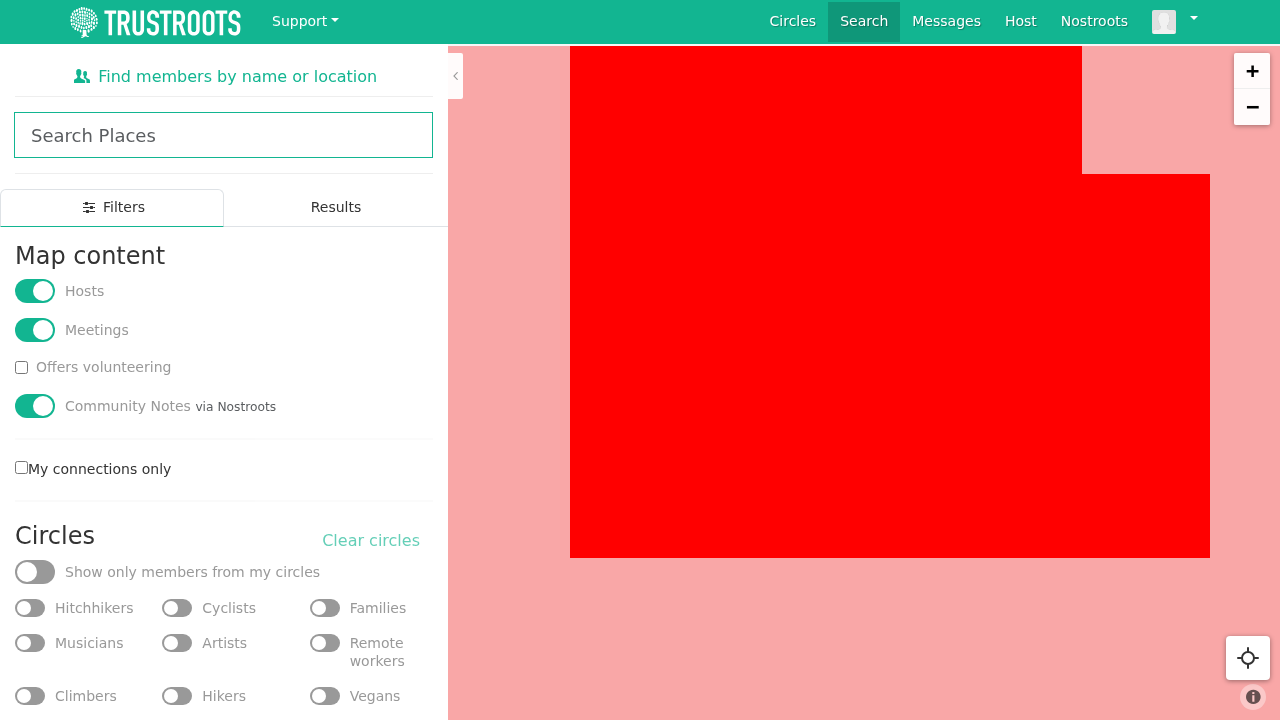 TRUSTROOTS
Support
Circles
Search
Messages
Host
Nostroots
Find members by name or location
Search Places
Filters
Results
Map content
Hosts
Meetings
Offers volunteering
Community Notes via Nostroots
My connections only
Circles
Clear circles
Show only members from my circles
Hitchhikers
Cyclists
Families
Musicians
Artists
Remote
workers
Climbers
Hikers
Vegans
+
−